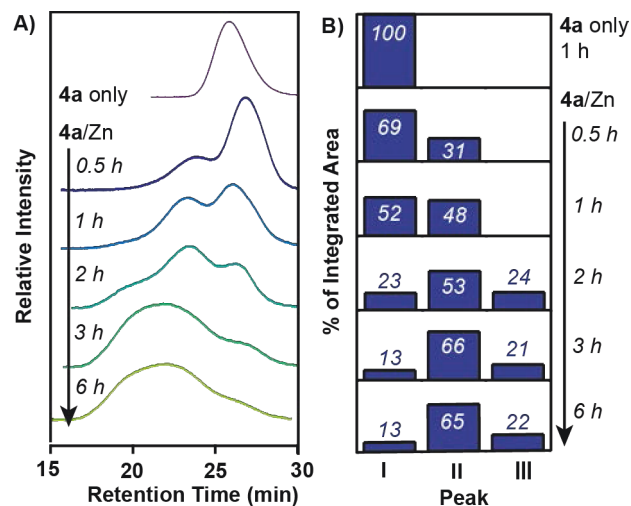 A)
4a only
4a/Zn
0.5 h
1 h
2 h
3 h
6 h
Relative Intensity
15 20 25 30
Retention Time (min)
B)
% of Integrated Area
100
69
31
52 48
23 53 24
13 66 21
13 65 22
4a only
1 h
4a/Zn
0.5 h
1 h
2 h
3 h
6 h
I II III
Peak